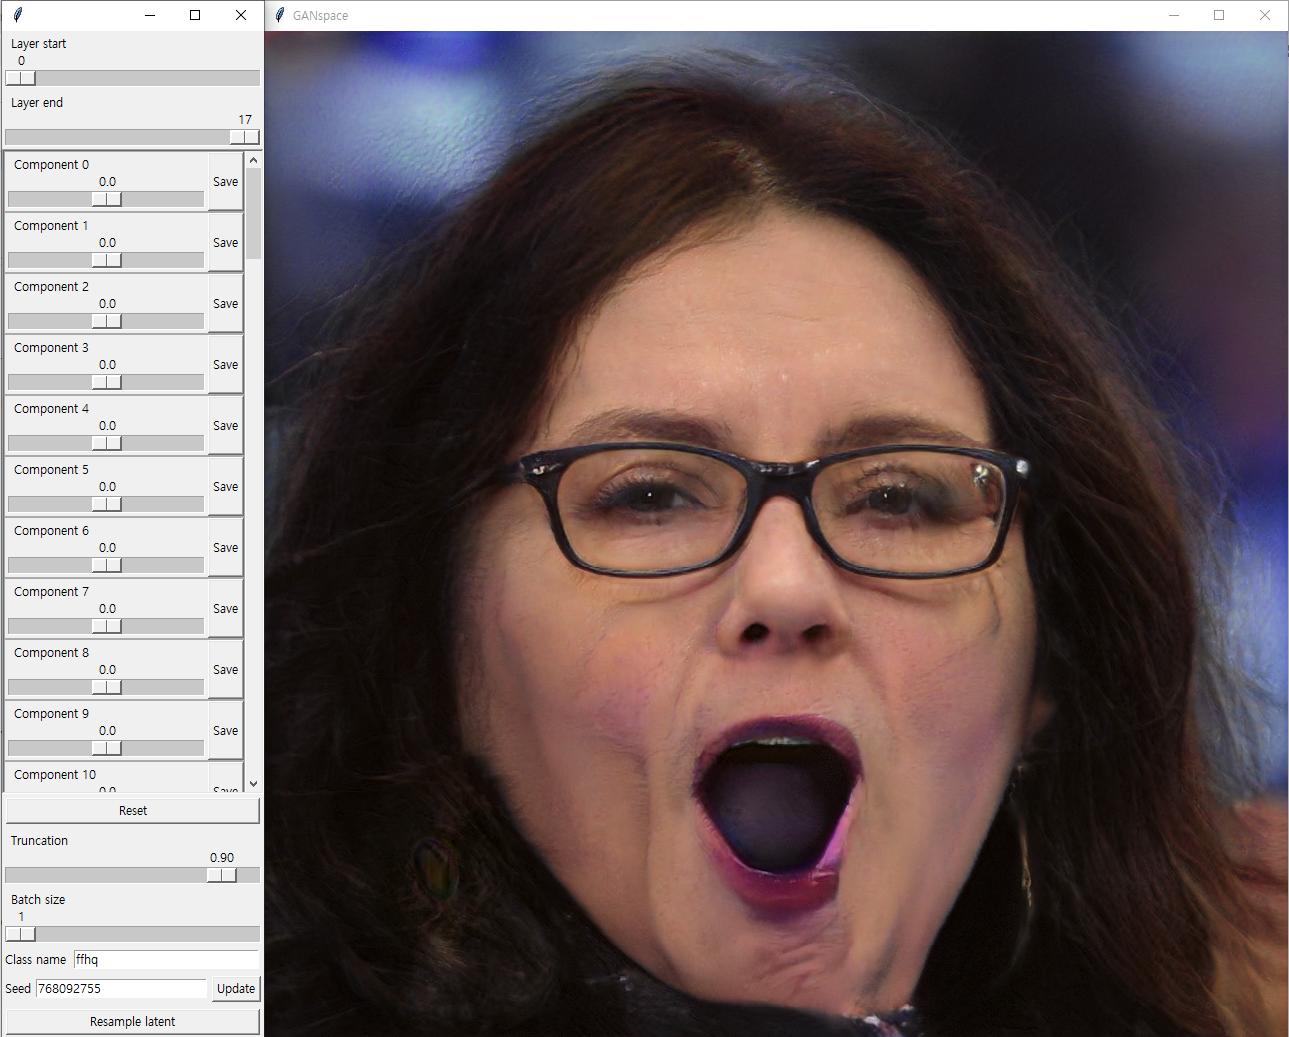 GANspace
Layer start
0
Layer end
17
Component 0
0.0
Save
Component 1
0.0
Save
Component 2
0.0
Save
Component 3
0.0
Save
Component 4
0.0
Save
Component 5
0.0
Save
Component 6
0.0
Save
Component 7
0.0
Save
Component 8
0.0
Save
Component 9
0.0
Save
Component 10
0.0
Save
Reset
Truncation
0.90
Batch size
1
Class name ffhq
Seed 768092755 Update
Resample latent